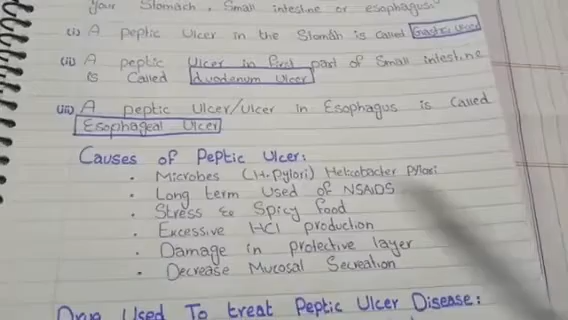 your Stomach, Small intestine or esophagus.
(i) A peptic Ulcer in the Stomach is called Gastric Ulcer
(ii) A peptic Ulcer in first part of Small intestine
is Called Duodenum Ulcer
(iii) A peptic Ulcer/Ulcer in Esophagus is Called
Esophageal Ulcer
Causes of Peptic Ulcer:
• Microbes (H.Pylori) Helicobacter Pylori
• Long term Used of NSAIDS
• Stress & Spicy food
• Excessive HCl production
• Damage in protective layer
• Decrease Mucosal Secreation
Drug Used To treat Peptic Ulcer Disease: